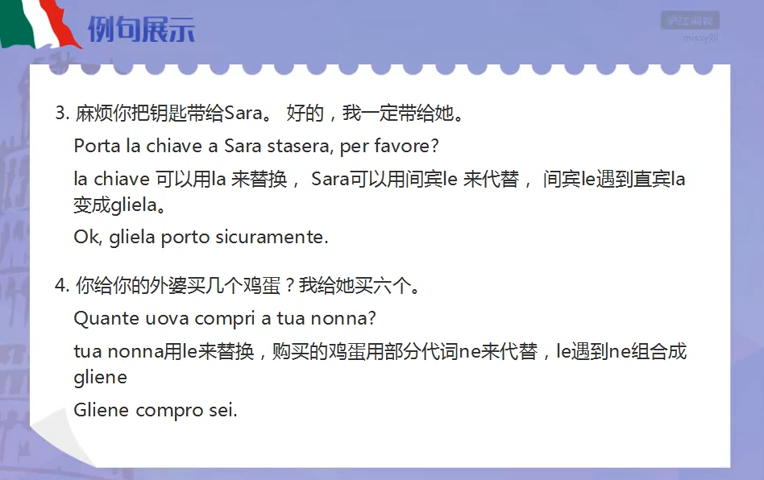 例句展示
沪江网校
missy011
3. 麻烦你把钥匙带给Sara。 好的，我一定带给她。
Porta la chiave a Sara stasera, per favore?
la chiave 可以用la 来替换， Sara可以用间宾le 来代替， 间宾le遇到直宾la
变成gliela。
Ok, gliela porto sicuramente.
4. 你给你的外婆买几个鸡蛋？我给她买六个。
Quante uova compri a tua nonna?
tua nonna用le来替换，购买的鸡蛋用部分代词ne来代替，le遇到ne组合成
gliene
Gliene compro sei.